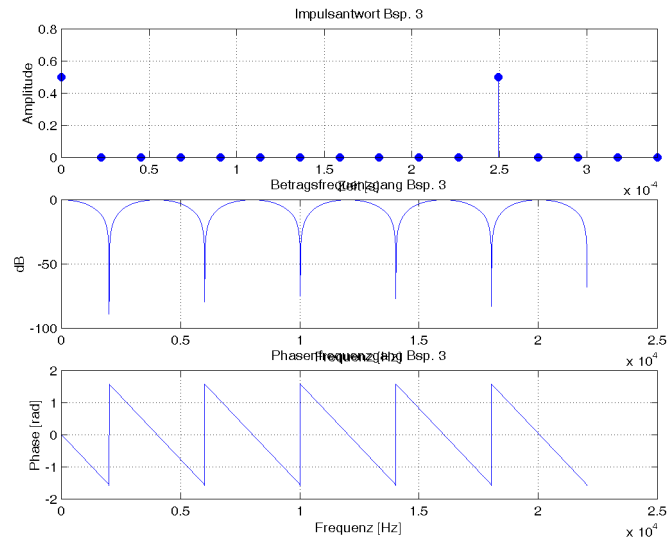 Impulsantwort Bsp. 3
Amplitude
0.8
0.6
0.4
0.2
0
0 0.5 1 1.5 2 2.5 3
x 10⁻⁴
Zeit [s]
Betragsfrequenzgang Bsp. 3
dB
0
-50
-100
0 0.5 1 1.5 2 2.5
x 10⁴
Frequenz [Hz]
Phasenfrequenzgang Bsp. 3
Phase [rad]
2
1
0
-1
-2
0 0.5 1 1.5 2 2.5
x 10⁴
Frequenz [Hz]